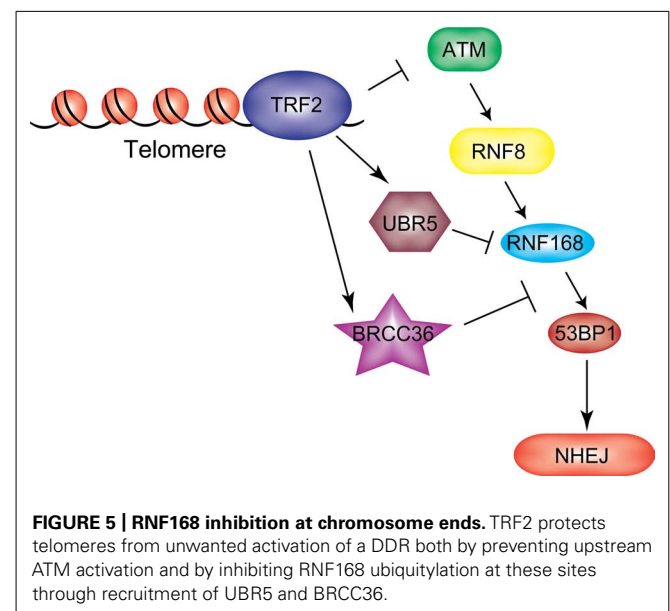 ATM
TRF2
Telomere
RNF8
UBR5
RNF168
BRCC36
53BP1
NHEJ
FIGURE 5 | RNF168 inhibition at chromosome ends. TRF2 protects
telomeres from unwanted activation of a DDR both by preventing upstream
ATM activation and by inhibiting RNF168 ubiquitylation at these sites
through recruitment of UBR5 and BRCC36.